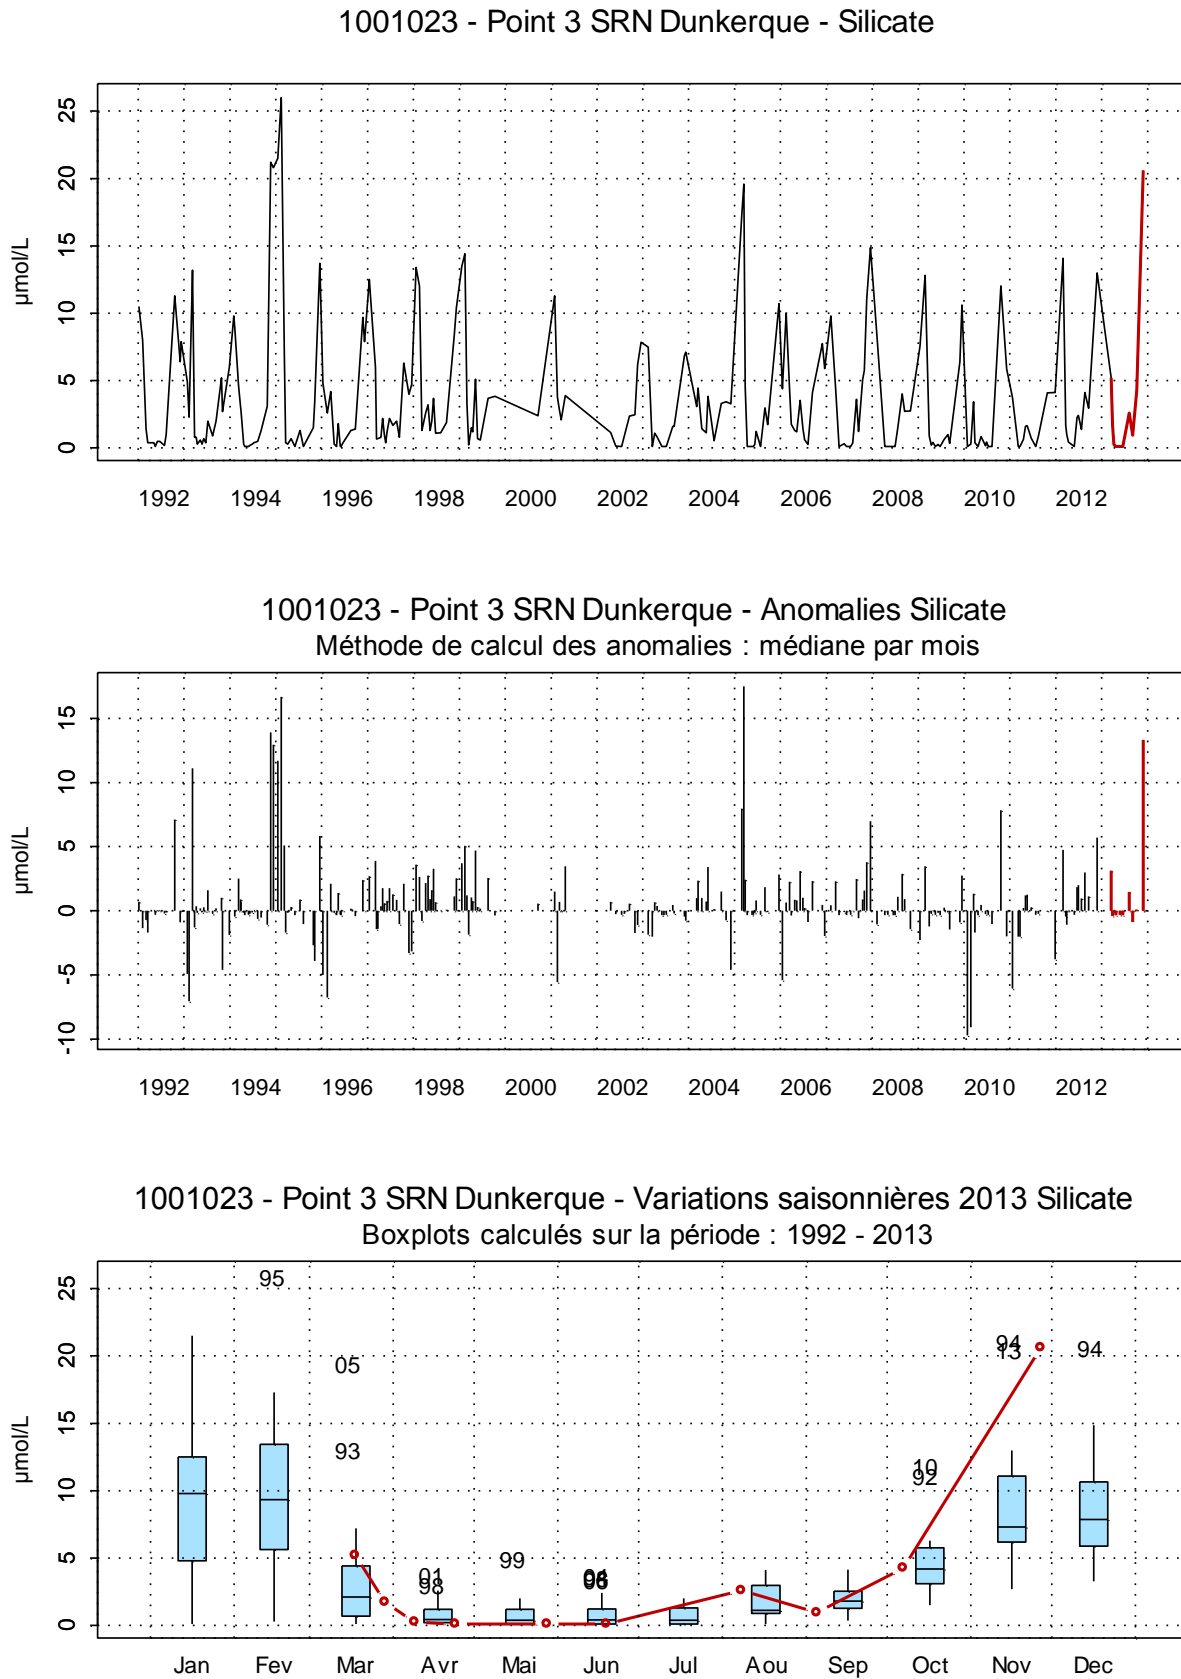 1001023 - Point 3 SRN Dunkerque - Silicate
25
20
15
10
5
0
µmol/L
1992 1994 1996 1998 2000 2002 2004 2006 2008 2010 2012
1001023 - Point 3 SRN Dunkerque - Anomalies Silicate
Méthode de calcul des anomalies : médiane par mois
15
10
5
0
-5
-10
µmol/L
1992 1994 1996 1998 2000 2002 2004 2006 2008 2010 2012
1001023 - Point 3 SRN Dunkerque - Variations saisonnières 2013 Silicate
Boxplots calculés sur la période : 1992 - 2013
25
20
15
10
5
0
µmol/L
95
05
93
01
98
99
10
92
94
13
94
Jan Fev Mar Avr Mai Jun Jul Aou Sep Oct Nov Dec